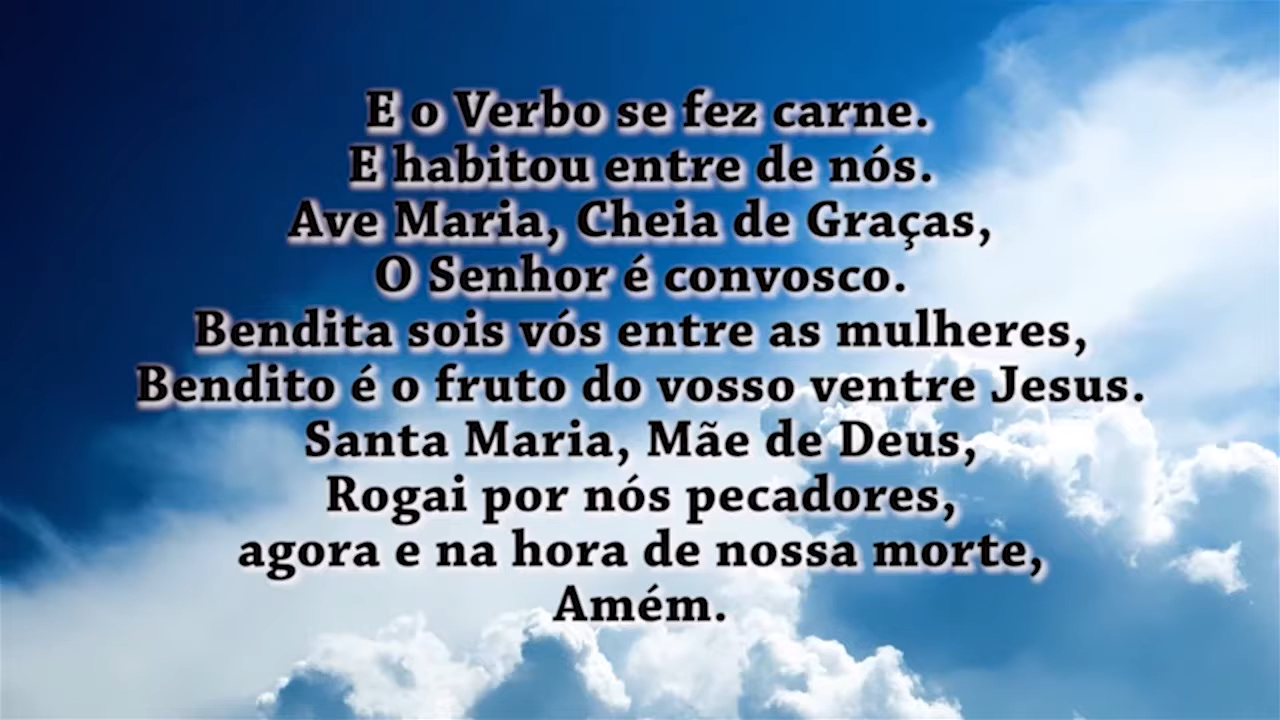 E o Verbo se fez carne.
E habitou entre de nós.
Ave Maria, Cheia de Graças,
O Senhor é convosco.
Bendita sois vós entre as mulheres,
Bendito é o fruto do vosso ventre Jesus.
Santa Maria, Mãe de Deus,
Rogai por nós pecadores,
agora e na hora de nossa morte,
Amém.